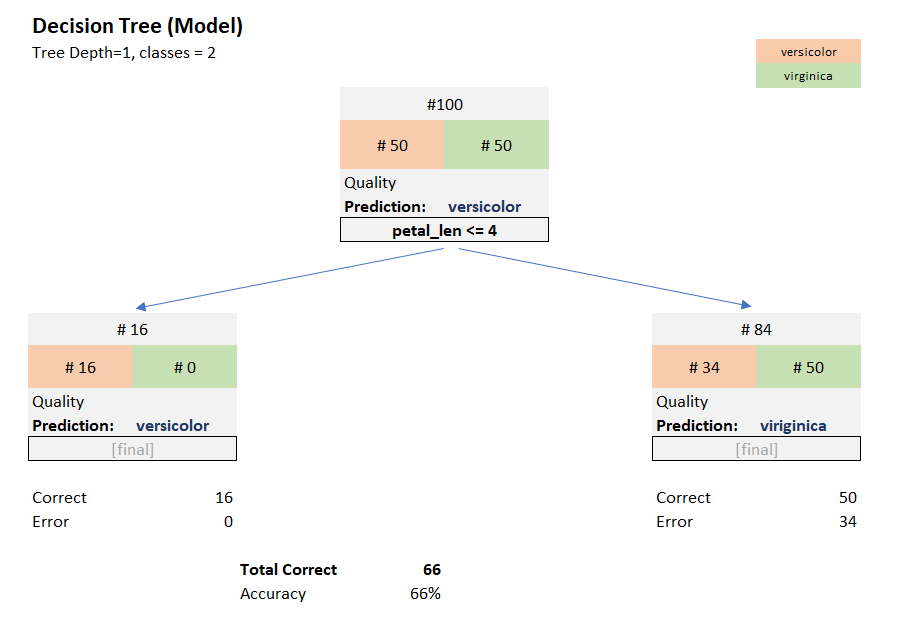 Decision Tree (Model)
Tree Depth=1, classes = 2
versicolor
virginica
#100
# 50 # 50
Quality
Prediction: versicolor
petal_len <= 4
# 16 # 84
# 16 # 0 # 34 # 50
Quality Quality
Prediction: versicolor Prediction: viriginica
[final] [final]
Correct 16 Correct 50
Error 0 Error 34
Total Correct 66
Accuracy 66%